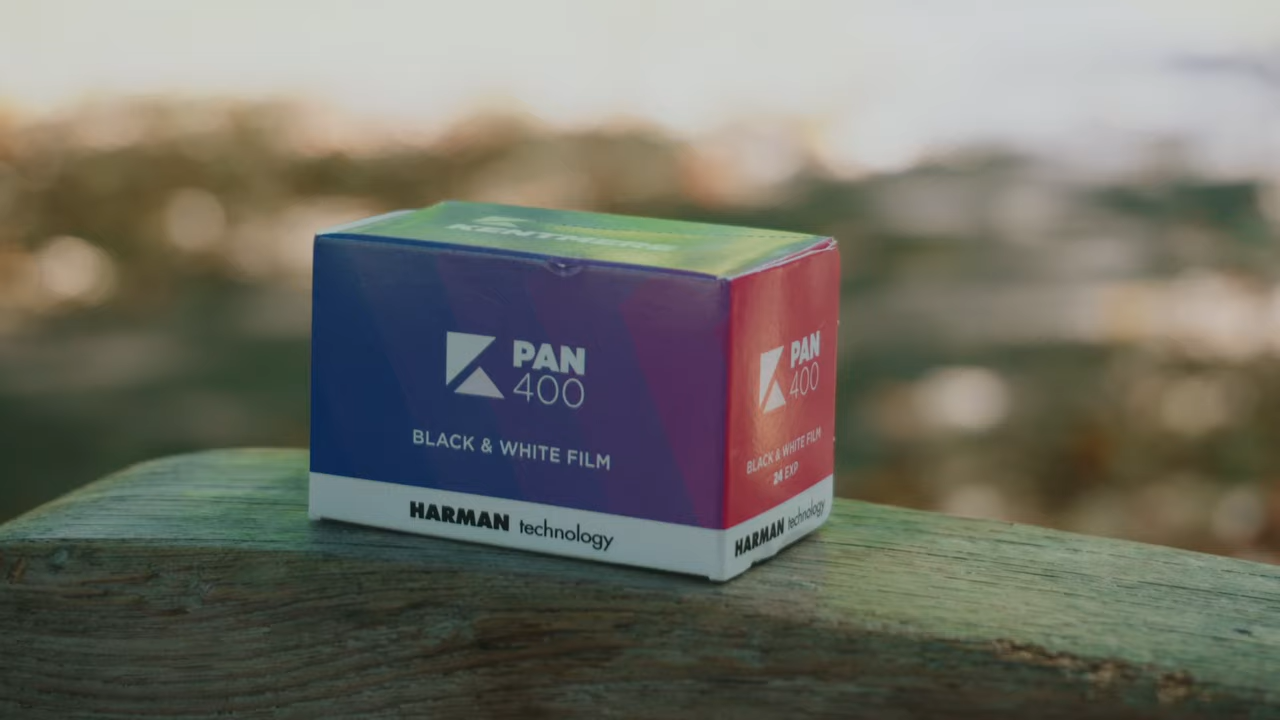 KENTMERE
PAN
400
BLACK & WHITE FILM
HARMAN technology
PAN
400
BLACK & WHITE FILM
24 EXP
HARMAN technology